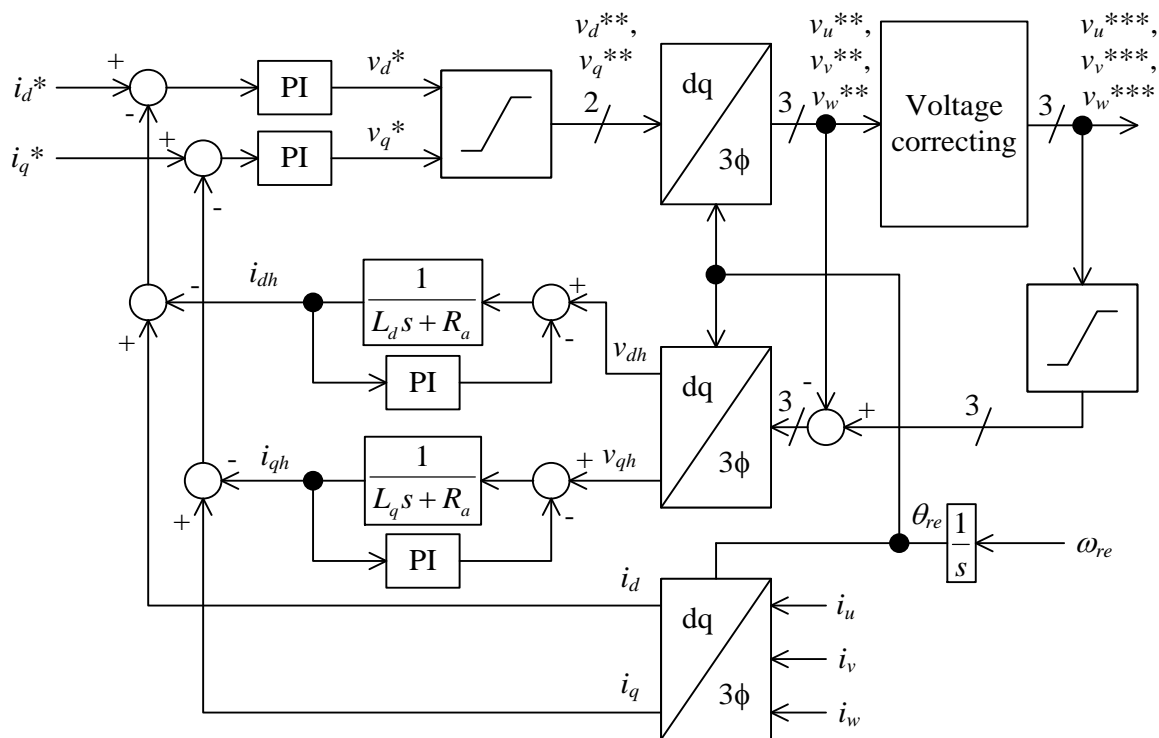 v_d**,
v_q**
v_u**,
v_v**,
v_w**
v_u***,
v_v***,
v_w***
i_d*
+
-
PI
v_d*
2
dq
3ϕ
3
Voltage
correcting
3
i_q*
+
-
PI
v_q*
-
+
i_dh
1
L_d s + R_a
+
-
v_dh
PI
dq
3ϕ
3
-
+
3
-
+
i_qh
1
L_q s + R_a
+
-
v_qh
PI
θ_re
1
s
ω_re
i_d
dq
3ϕ
i_u
i_v
i_q
i_w